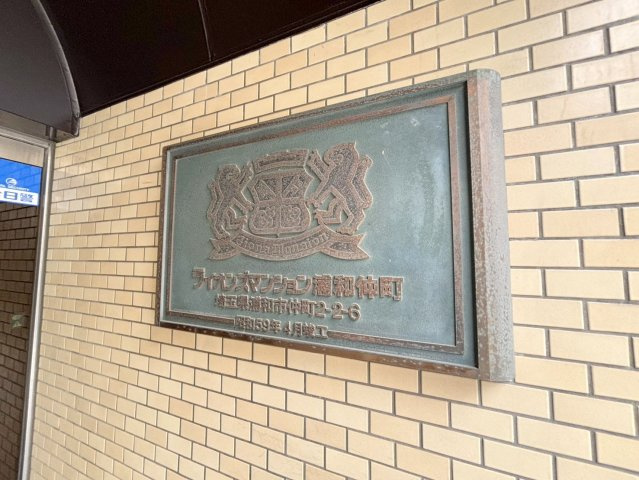 Lions Mansion
ライオンズマンション浦和仲町
埼玉県浦和市仲町2-2-6
昭和59年4月竣工